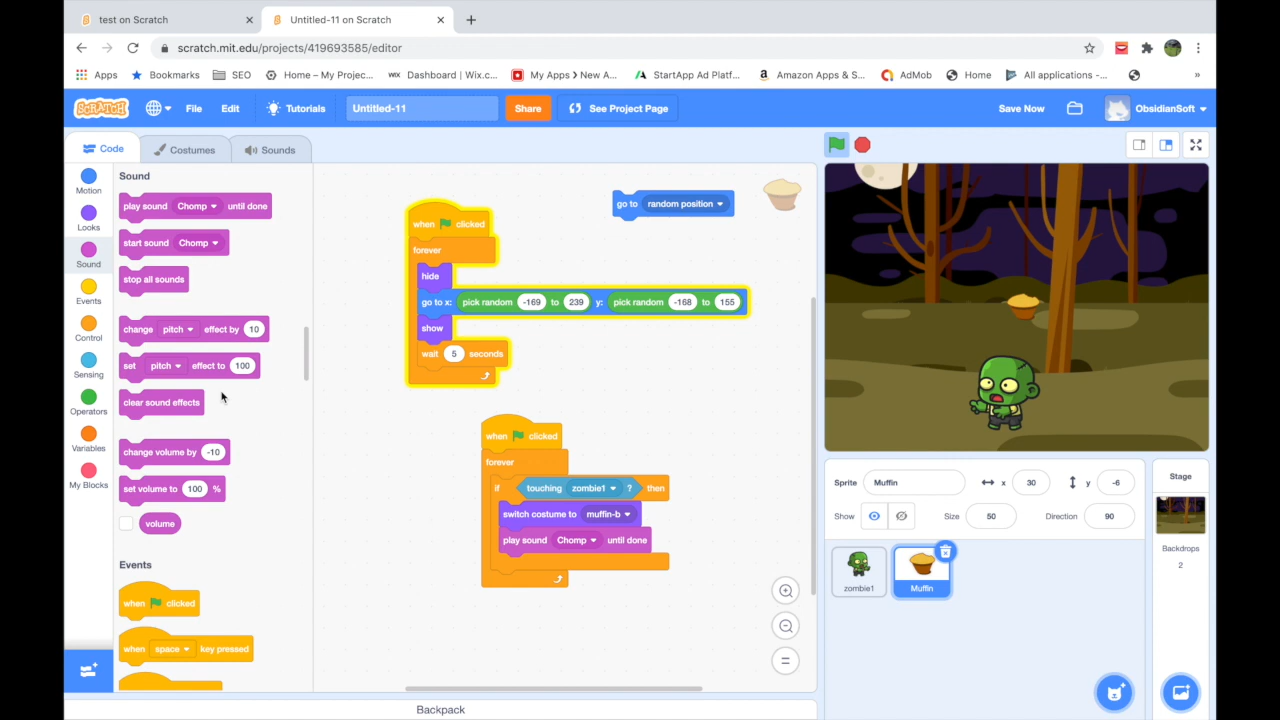 test on Scratch
Untitled-11 on Scratch
scratch.mit.edu/projects/419693585/editor
Apps Bookmarks SEO Home – My Projec... WIX Dashboard | Wix.c... My Apps > New A... StartApp Ad Platf... a Amazon Apps & S... AdMob Home All applications -... »
SCRATCH File Edit Tutorials Untitled-11 Share See Project Page Save Now ObsidianSoft
Code Costumes Sounds
Motion
Looks
Sound
Events
Control
Sensing
Operators
Variables
My Blocks
Sound
play sound Chomp until done
start sound Chomp
stop all sounds
change pitch effect by 10
set pitch effect to 100
clear sound effects
change volume by -10
set volume to 100 %
volume
Events
when clicked
when space key pressed
go to random position
when clicked
forever
hide
go to x: pick random -169 to 239 y: pick random -168 to 155
show
wait 5 seconds
when clicked
forever
if touching zombie1 ? then
switch costume to muffin-b
play sound Chomp until done
Sprite Muffin x 30 y -6
Show Size 50 Direction 90
zombie1
Muffin
Stage
Backdrops
2
Backpack